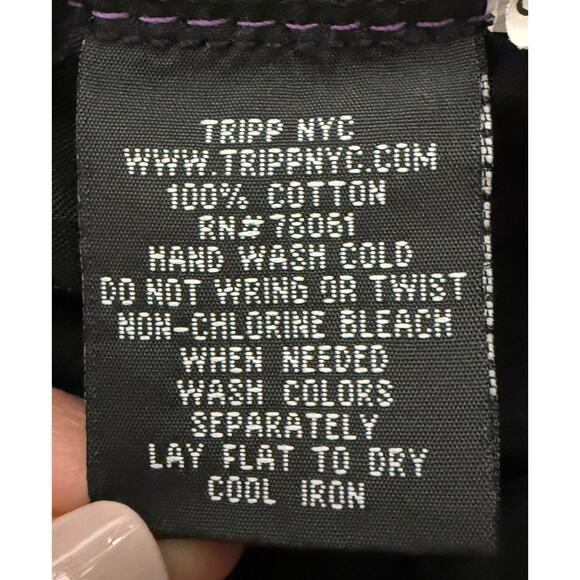 TRIPP NYC
WWW.TRIPPNYC.COM
100% COTTON
RN# 78061
HAND WASH COLD
DO NOT WRING OR TWIST
NON-CHLORINE BLEACH
WHEN NEEDED
WASH COLORS
SEPARATELY
LAY FLAT TO DRY
COOL IRON